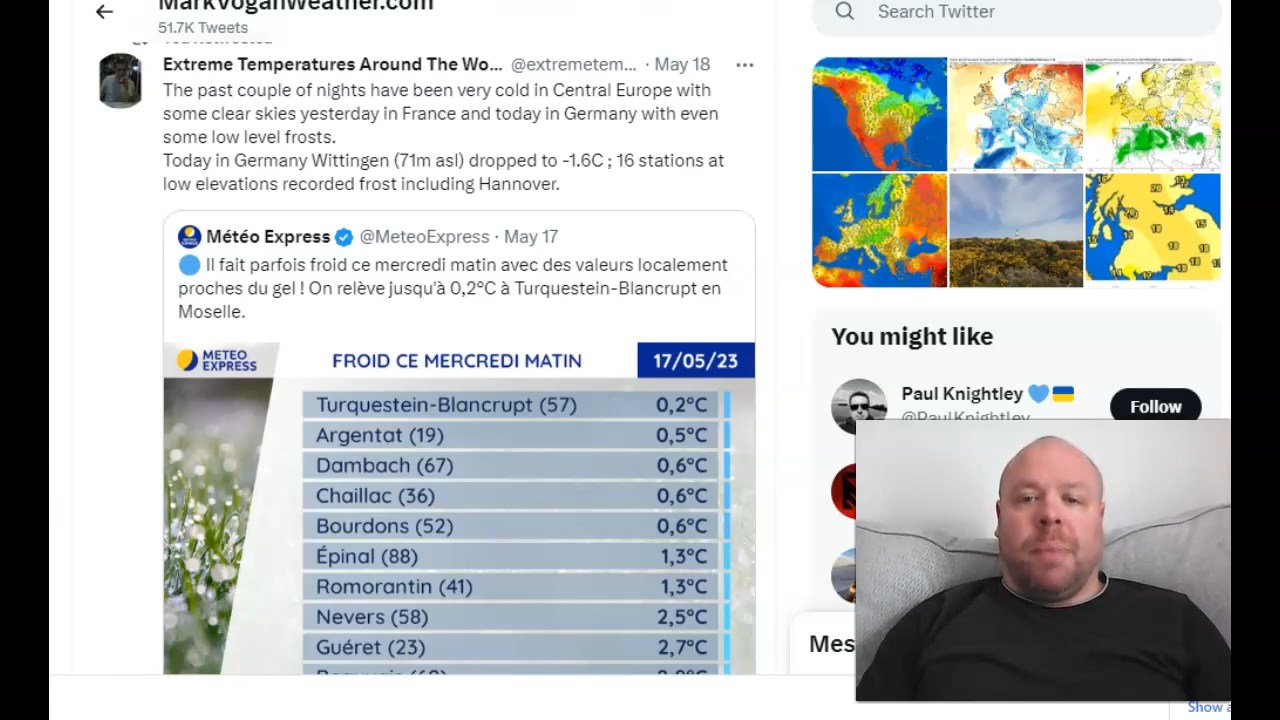 MarkVoganWeather.com
51.7K Tweets
Extreme Temperatures Around The Wo... @extremetem... · May 18
The past couple of nights have been very cold in Central Europe with
some clear skies yesterday in France and today in Germany with even
some low level frosts.
Today in Germany Wittingen (71m asl) dropped to -1.6C ; 16 stations at
low elevations recorded frost including Hannover.
Météo Express @MeteoExpress · May 17
Il fait parfois froid ce mercredi matin avec des valeurs localement
proches du gel ! On relève jusqu'à 0,2°C à Turquestein-Blancrupt en
Moselle.
METEO
EXPRESS
FROID CE MERCREDI MATIN
17/05/23
Turquestein-Blancrupt (57) 0,2°C
Argentat (19) 0,5°C
Dambach (67) 0,6°C
Chaillac (36) 0,6°C
Bourdons (52) 0,6°C
Épinal (88) 1,3°C
Romorantin (41) 1,3°C
Nevers (58) 2,5°C
Guéret (23) 2,7°C
Search Twitter
You might like
Paul Knightley
@PaulKnightley
Follow
Mes
Show